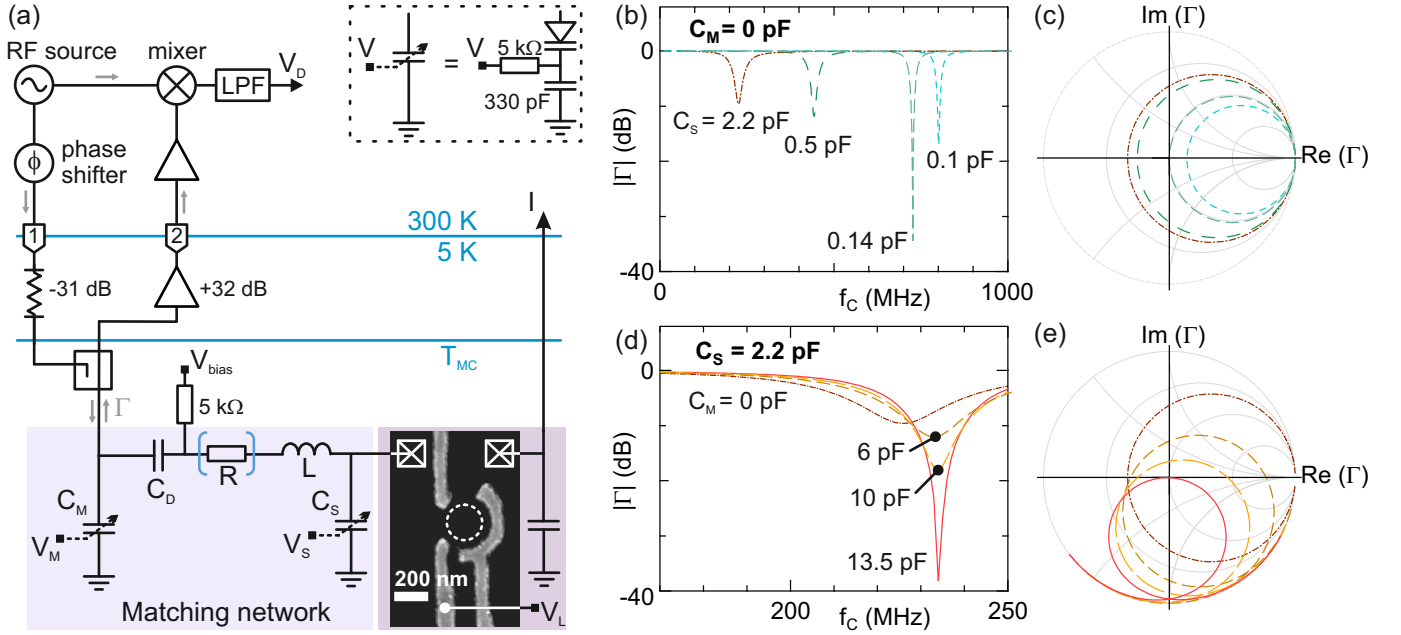 (a)
RF source
mixer
V_D
LPF
V
=
V
5 kΩ
330 pF
ϕ
phase
shifter
I
1
2
300 K
5 K
-31 dB
+32 dB
T_MC
V_bias
Γ
5 kΩ
R
L
C_D
C_M
V_M
C_S
V_S
200 nm
V_L
Matching network
(b)
C_M = 0 pF
0
C_S = 2.2 pF
0.5 pF
0.1 pF
0.14 pF
-40
|Γ| (dB)
0
f_C (MHz)
1000
(c)
Im (Γ)
Re (Γ)
(d)
C_S = 2.2 pF
0
C_M = 0 pF
6 pF
10 pF
13.5 pF
-40
|Γ| (dB)
200
f_C (MHz)
250
(e)
Im (Γ)
Re (Γ)